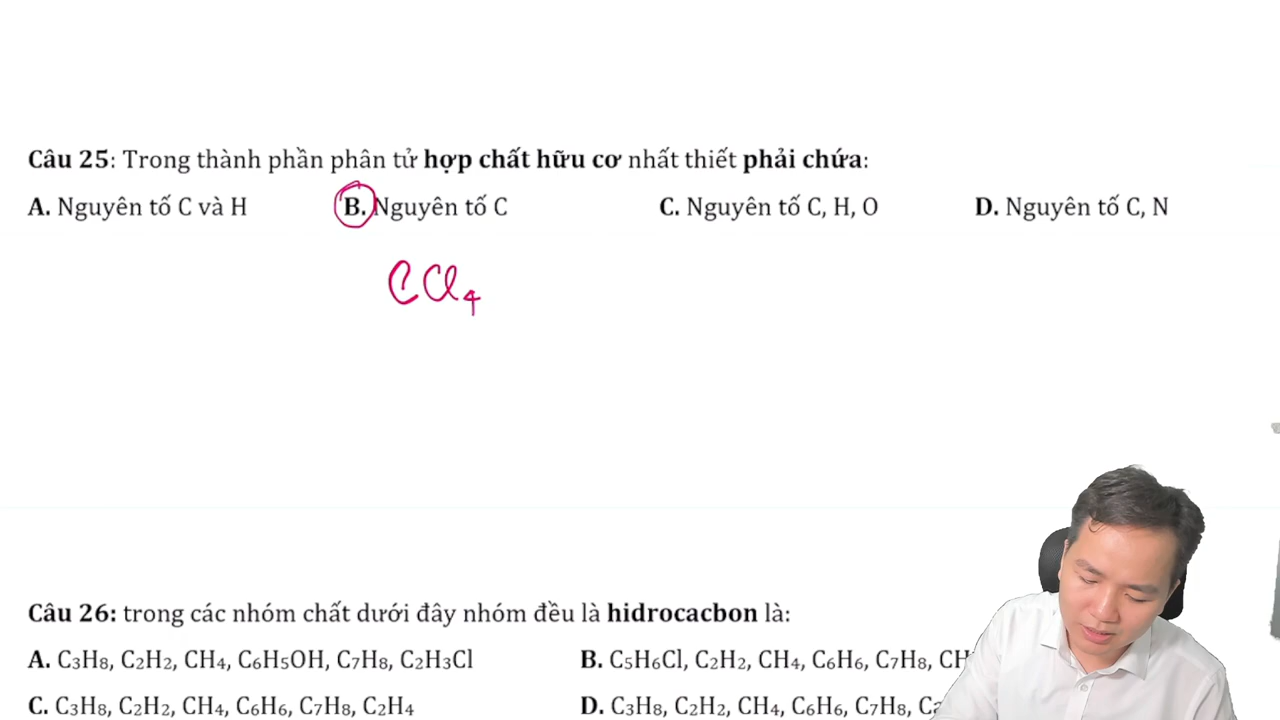 Câu 25: Trong thành phần phân tử hợp chất hữu cơ nhất thiết phải chứa:
A. Nguyên tố C và H B. Nguyên tố C C. Nguyên tố C, H, O D. Nguyên tố C, N
CCl₄
Câu 26: trong các nhóm chất dưới đây nhóm đều là hidrocacbon là:
A. C₃H₈, C₂H₂, CH₄, C₆H₅OH, C₇H₈, C₂H₃Cl B. C₅H₆Cl, C₂H₂, CH₄, C₆H₆, C₇H₈,
C. C₃H₈, C₂H₂, CH₄, C₆H₆, C₇H₈, C₂H₄ D. C₃H₈, C₂H₂, CH₄, C₆H₆, C₇H₈,